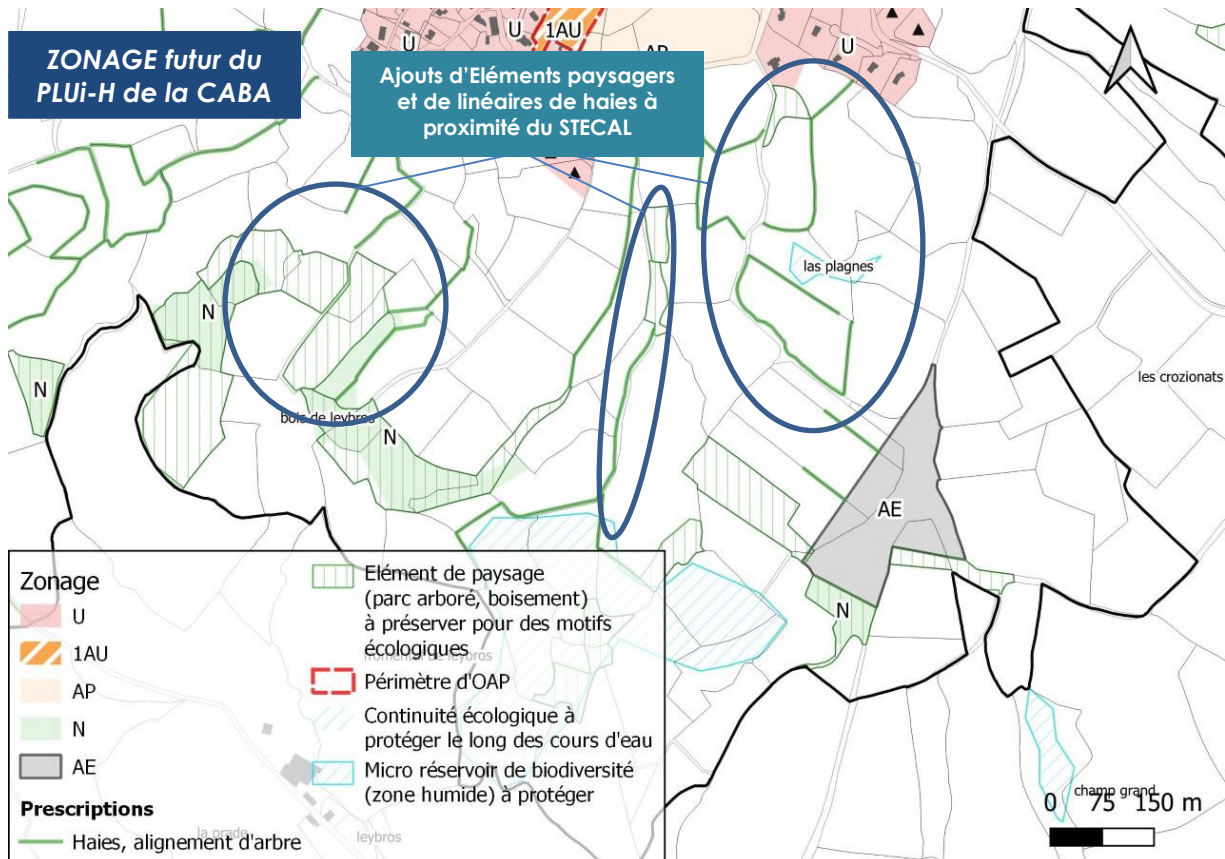 ZONAGE futur du
PLUi-H de la CABA
Ajouts d'Eléments paysagers
et de linéaires de haies à
proximité du STECAL
U
U
1AU
AP
U
N
N
bois de leybros
N
las plagnes
les crozionats
AE
N
champ grand
0 75 150 m
Zonage
U
1AU
AP
N
AE
Prescriptions
Haies, alignement d'arbre
Elément de paysage
(parc arboré, boisement)
à préserver pour des motifs
écologiques
Périmètre d'OAP
Continuité écologique à
protéger le long des cours d'eau
Micro réservoir de biodiversité
(zone humide) à protéger
la prade
leybros